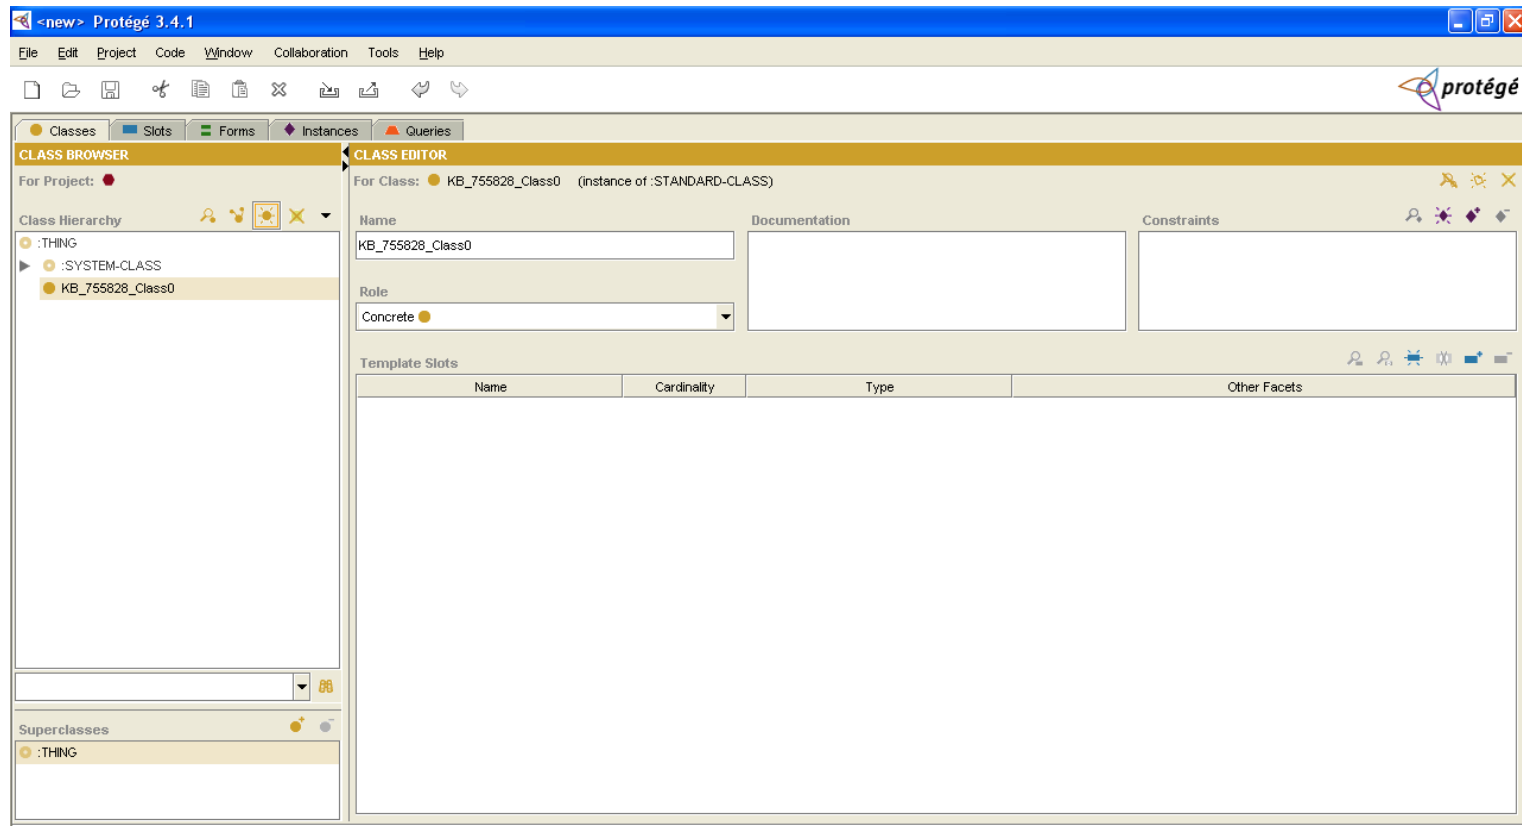 <new> Protégé 3.4.1
File Edit Project Code Window Collaboration Tools Help
protégé
Classes Slots Forms Instances Queries
CLASS BROWSER
For Project:
Class Hierarchy
:THING
:SYSTEM-CLASS
KB_755828_Class0
Superclasses
:THING
CLASS EDITOR
For Class: KB_755828_Class0 (instance of :STANDARD-CLASS)
Name
KB_755828_Class0
Role
Concrete
Documentation
Constraints
Template Slots
Name Cardinality Type Other Facets